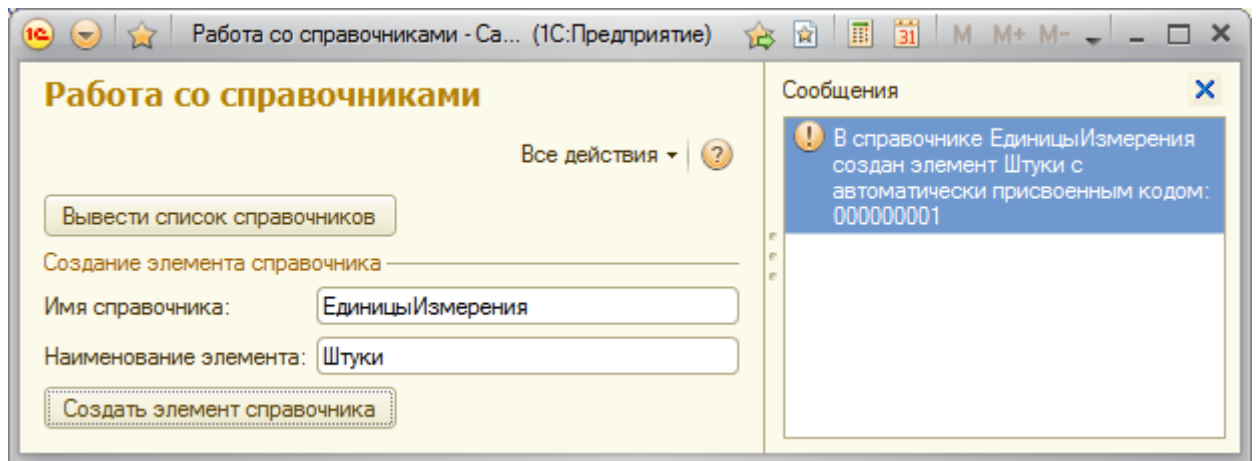 1С Работа со справочниками - Са... (1С:Предприятие) 31 M M+ M-
Работа со справочниками
Все действия ?
Вывести список справочников
Создание элемента справочника
Имя справочника: ЕдиницыИзмерения
Наименование элемента: Штуки
Создать элемент справочника
Сообщения
! В справочнике ЕдиницыИзмерения
создан элемент Штуки с
автоматически присвоенным кодом:
000000001